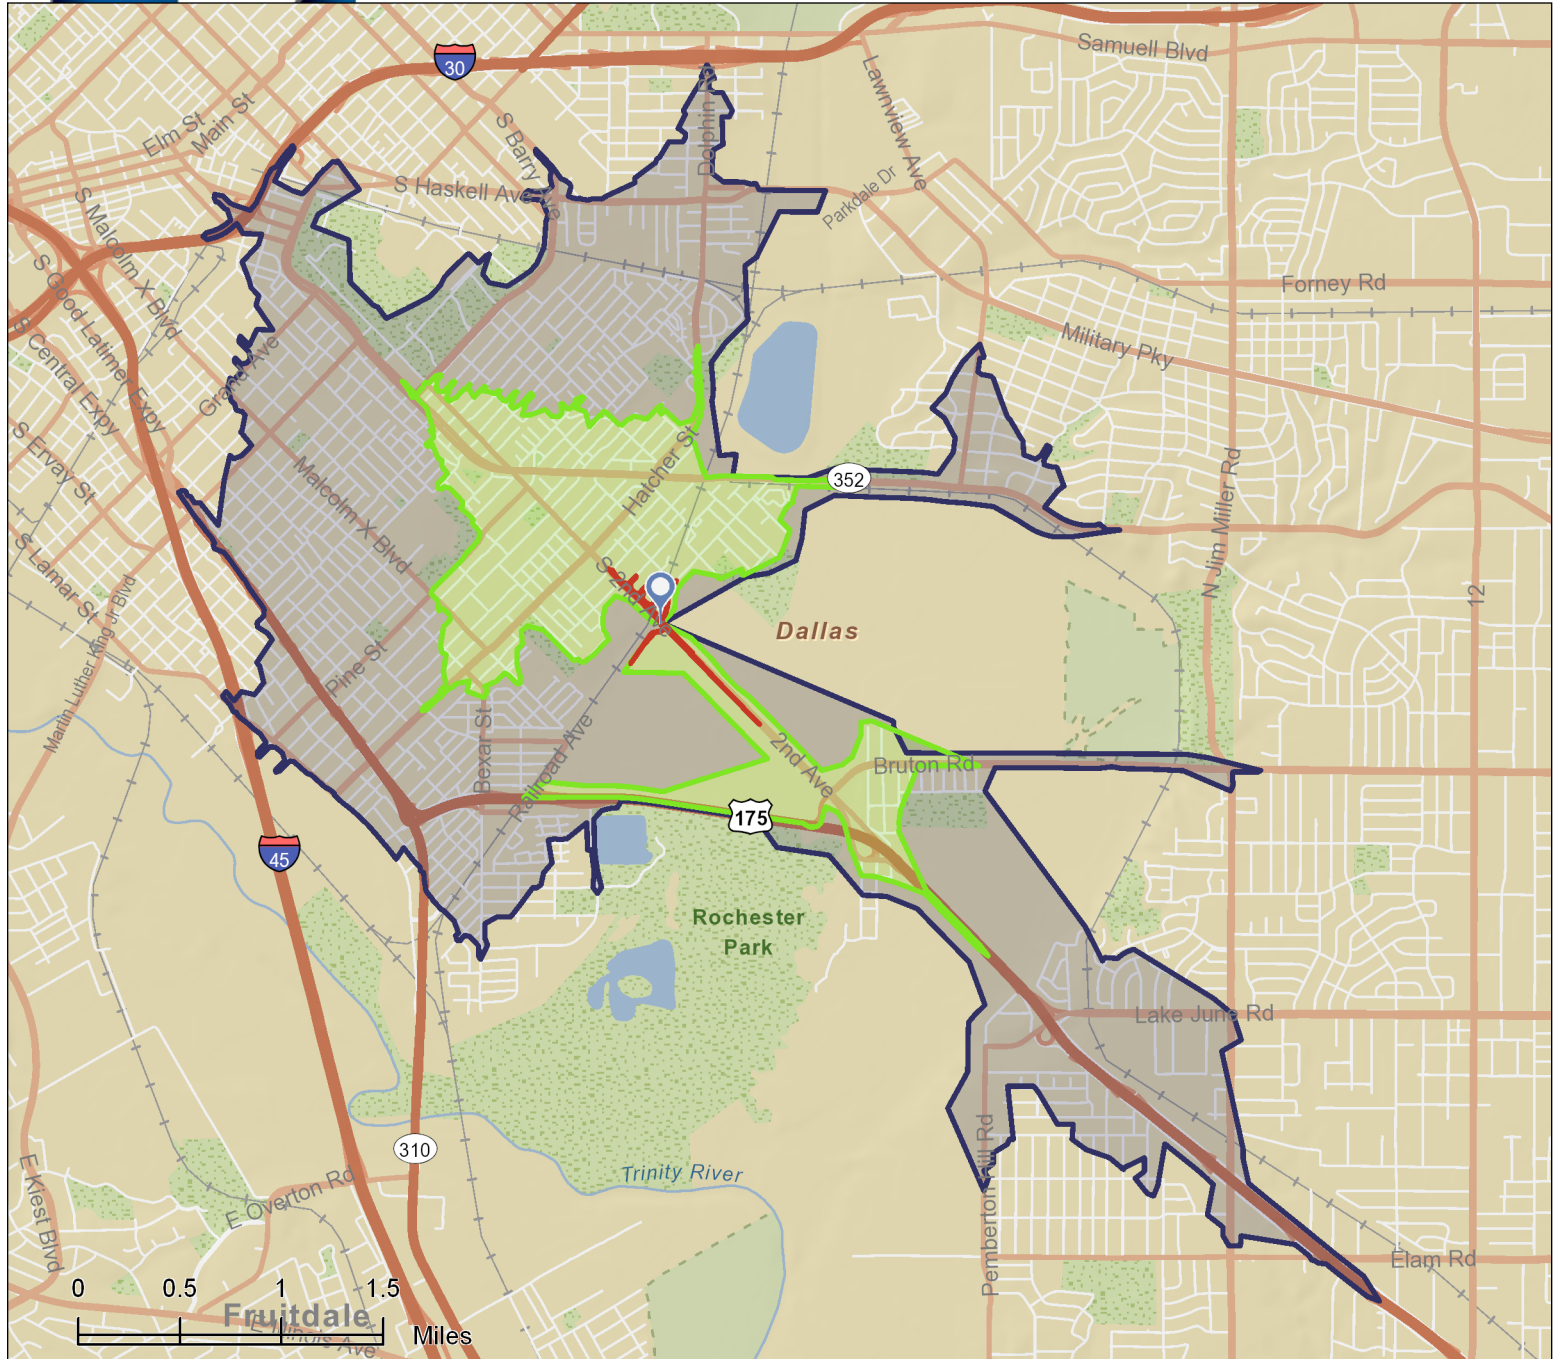 30
Samuell Blvd
Elm St
Main St
S Barry Ave
Dolphin Rd
Lawnview Ave
S Haskell Ave
Parkdale Dr
S Malcolm X Blvd
S Good Latimer Expy
S Central Expy
Grand Ave
Forney Rd
Military Pky
S Ervay St
Malcolm X Blvd
Hatcher St
352
N Jim Miller Rd
S Lamar St
Martin Luther King Jr Blvd
S 2nd Ave
12
Dallas
Pine St
Bexar St
Railroad Ave
2nd Ave
Bruton Rd
175
45
Rochester
Park
Lake June Rd
310
Trinity River
Pemberton Hill Rd
E Kiest Blvd
E Overton Rd
Elam Rd
0 0.5 1 1.5
Fruitdale
E Illinois Ave
Miles